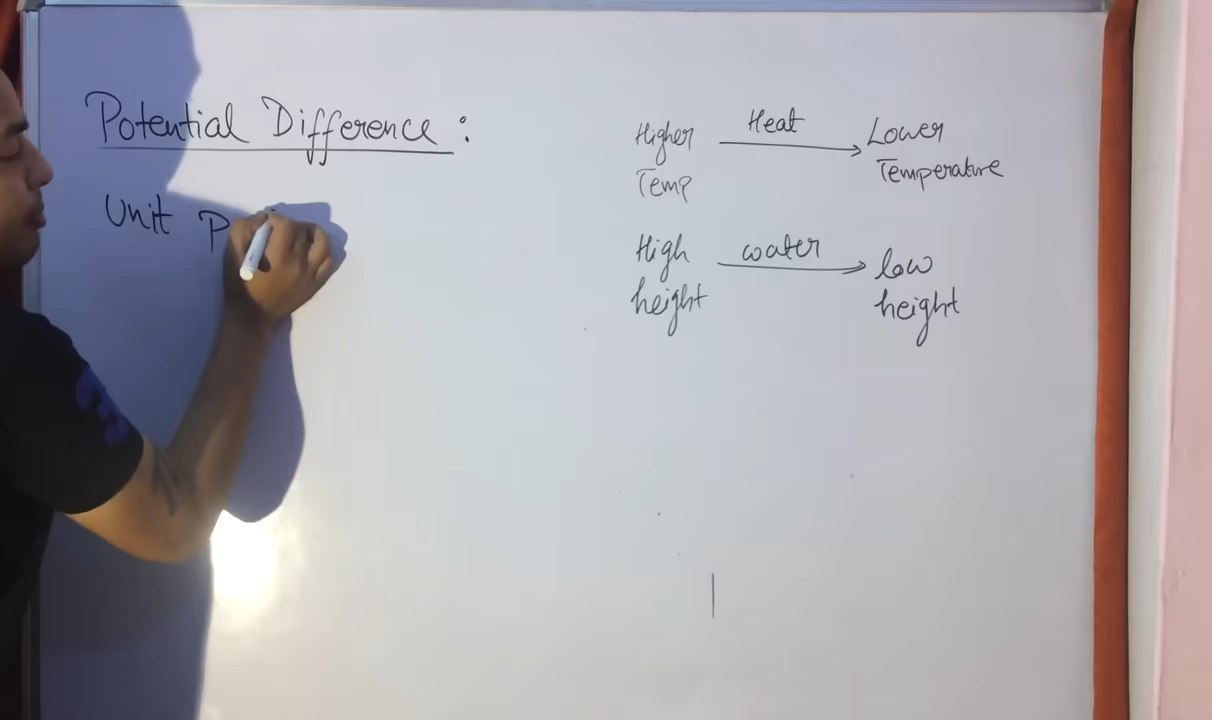 Potential Difference :
Unit P
Higher Temp Heat Lower Temperature
High height water low height